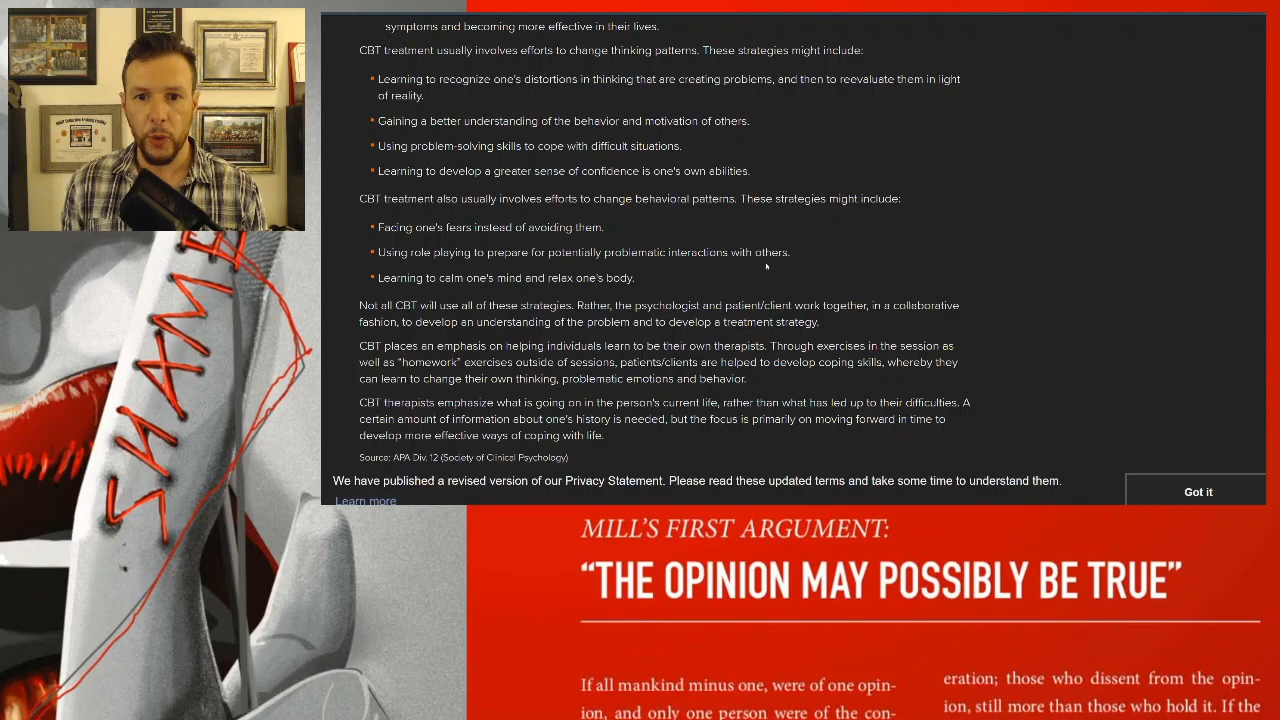 symptoms and becoming more effective in their lives.
CBT treatment usually involves efforts to change thinking patterns. These strategies might include:
Learning to recognize one's distortions in thinking that are creating problems, and then to reevaluate them in light
of reality.
Gaining a better understanding of the behavior and motivation of others.
Using problem-solving skills to cope with difficult situations.
Learning to develop a greater sense of confidence is one's own abilities.
CBT treatment also usually involves efforts to change behavioral patterns. These strategies might include:
Facing one's fears instead of avoiding them.
Using role playing to prepare for potentially problematic interactions with others.
Learning to calm one's mind and relax one's body.
Not all CBT will use all of these strategies. Rather, the psychologist and patient/client work together, in a collaborative
fashion, to develop an understanding of the problem and to develop a treatment strategy.
CBT places an emphasis on helping individuals learn to be their own therapists. Through exercises in the session as
well as “homework” exercises outside of sessions, patients/clients are helped to develop coping skills, whereby they
can learn to change their own thinking, problematic emotions and behavior.
CBT therapists emphasize what is going on in the person's current life, rather than what has led up to their difficulties. A
certain amount of information about one's history is needed, but the focus is primarily on moving forward in time to
develop more effective ways of coping with life.
Source: APA Div. 12 (Society of Clinical Psychology)
We have published a revised version of our Privacy Statement. Please read these updated terms and take some time to understand them.
Learn more
Got it
SHAME
MILL'S FIRST ARGUMENT:
“THE OPINION MAY POSSIBLY BE TRUE”
If all mankind minus one, were of one opin-
ion, and only one person were of the con-
eration; those who dissent from the opin-
ion, still more than those who hold it. If the